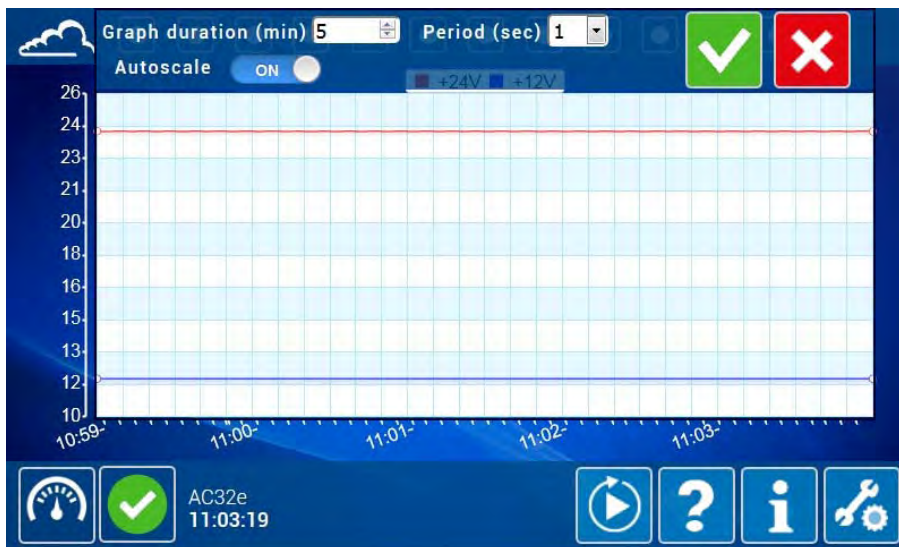 Graph duration (min) 5 Period (sec) 1
Autoscale ON
+24V +12V
26
24
23
21
20
18
16
15
13
12
10
10:59 11:00 11:01 11:02 11:03
AC32e
11:03:19
? i